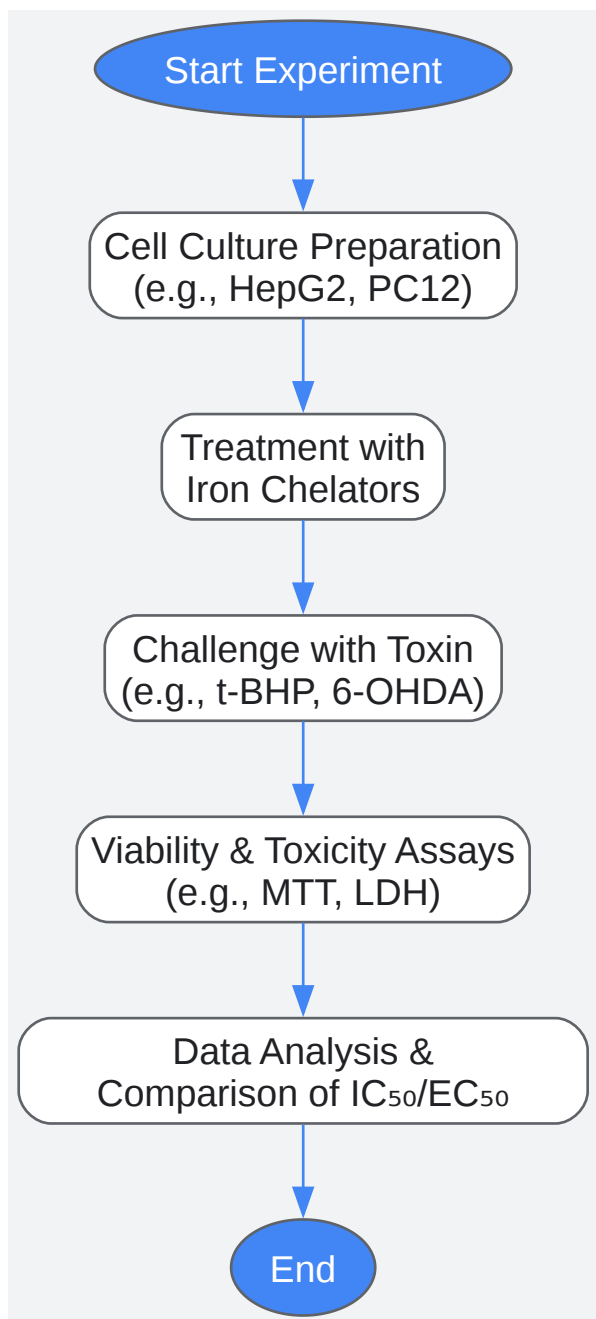 Start Experiment
Cell Culture Preparation
(e.g., HepG2, PC12)
Treatment with
Iron Chelators
Challenge with Toxin
(e.g., t-BHP, 6-OHDA)
Viability & Toxicity Assays
(e.g., MTT, LDH)
Data Analysis &
Comparison of IC₅₀/EC₅₀
End